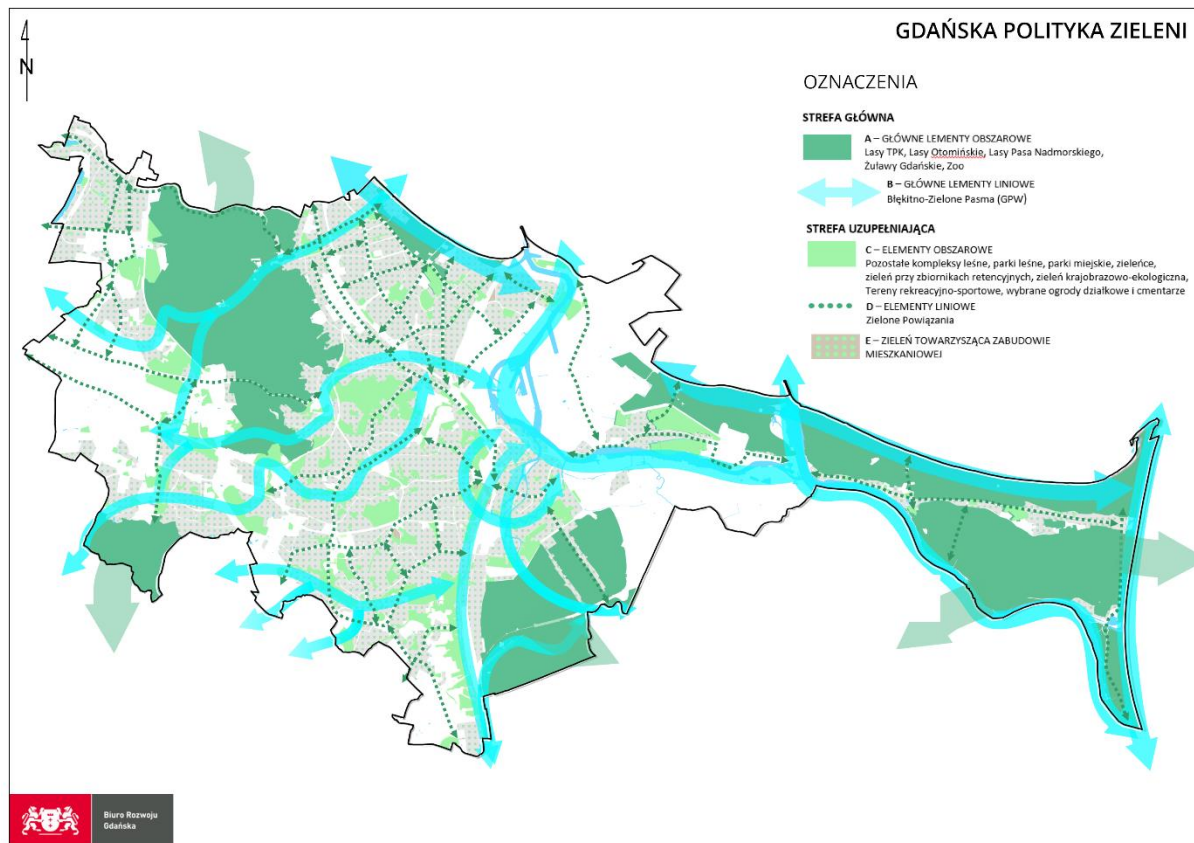 GDAŃSKA POLITYKA ZIELENI
N
OZNACZENIA
STREFA GŁÓWNA
A – GŁÓWNE LEMENTY OBSZAROWE
Lasy TPK, Lasy Otomińskie, Lasy Pasa Nadmorskiego,
Żuławy Gdańskie, Zoo
B – GŁÓWNE LEMENTY LINIOWE
Błękitno-Zielone Pasma (GPW)
STREFA UZUPEŁNIAJĄCA
C – ELEMENTY OBSZAROWE
Pozostałe kompleksy leśne, parki leśne, parki miejskie, zieleńce,
zieleń przy zbiornikach retencyjnych, zieleń krajobrazowo-ekologiczna,
Tereny rekreacyjno-sportowe, wybrane ogrody działkowe i cmentarze
D – ELEMENTY LINIOWE
Zielone Powiązania
E – ZIELEŃ TOWARZYSZĄCA ZABUDOWIE
MIESZKANIOWEJ
Biuro Rozwoju
Gdańska